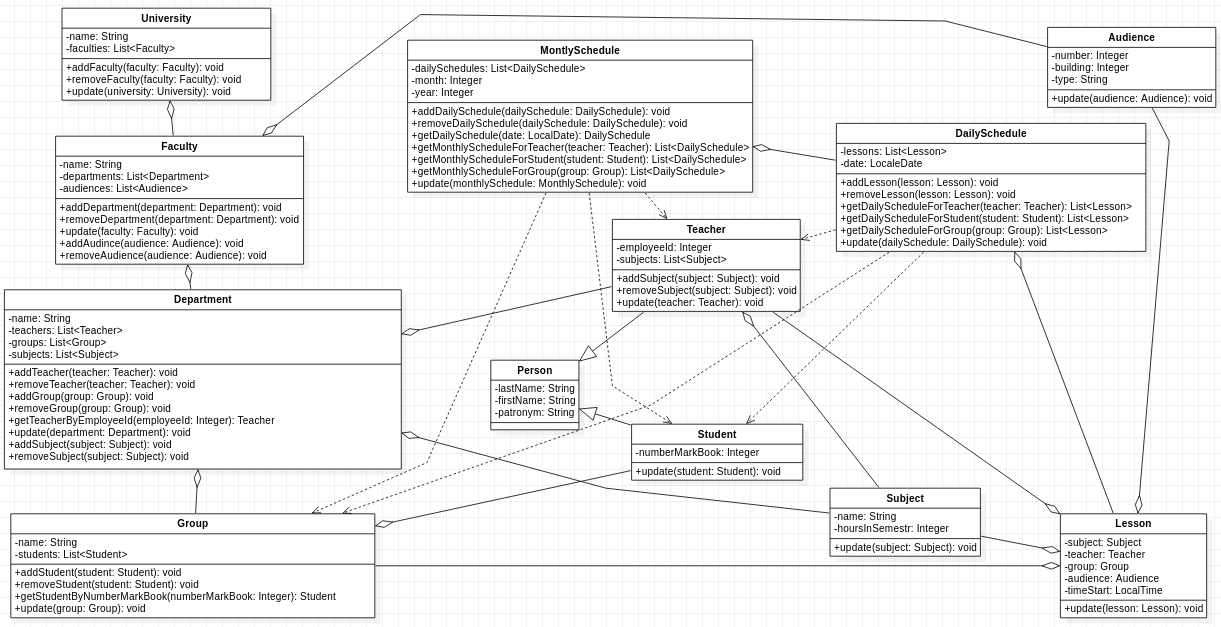 University
-name: String
-faculties: List<Faculty>
+addFaculty(faculty: Faculty): void
+removeFaculty(faculty: Faculty): void
+update(university: University): void
Faculty
-name: String
-departments: List<Department>
-audiences: List<Audience>
+addDepartment(department: Department): void
+removeDepartment(department: Department): void
+update(faculty: Faculty): void
+addAudince(audience: Audience): void
+removeAudience(audience: Audience): void
Department
-name: String
-teachers: List<Teacher>
-groups: List<Group>
-subjects: List<Subject>
+addTeacher(teacher: Teacher): void
+removeTeacher(teacher: Teacher): void
+addGroup(group: Group): void
+removeGroup(group: Group): void
+getTeacherByEmployeeId(employeeId: Integer): Teacher
+update(department: Department): void
+addSubject(subject: Subject): void
+removeSubject(subject: Subject): void
Group
-name: String
-students: List<Student>
+addStudent(student: Student): void
+removeStudent(student: Student): void
+getStudentByNumberMarkBook(numberMarkBook: Integer): Student
+update(group: Group): void
MontlySchedule
-dailySchedules: List<DailySchedule>
-month: Integer
-year: Integer
+addDailySchedule(dailySchedule: DailySchedule): void
+removeDailySchedule(dailySchedule: DailySchedule): void
+getDailySchedule(date: LocalDate): DailySchedule
+getMonthlyScheduleForTeacher(teacher: Teacher): List<DailySchedule>
+getMonthlyScheduleForStudent(student: Student): List<DailySchedule>
+getMonthlyScheduleForGroup(group: Group): List<DailySchedule>
+update(monthlySchedule: MonthlySchedule): void
Teacher
-employeeId: Integer
-subjects: List<Subject>
+addSubject(subject: Subject): void
+removeSubject(subject: Subject): void
+update(teacher: Teacher): void
Person
-lastName: String
-firstName: String
-patronym: String
Student
-numberMarkBook: Integer
+update(student: Student): void
Audience
-number: Integer
-building: Integer
-type: String
+update(audience: Audience): void
DailySchedule
-lessons: List<Lesson>
-date: LocaleDate
+addLesson(lesson: Lesson): void
+removeLesson(lesson: Lesson): void
+getDailyScheduleForTeacher(teacher: Teacher): List<Lesson>
+getDailyScheduleForStudent(student: Student): List<Lesson>
+getDailyScheduleForGroup(group: Group): List<Lesson>
+update(dailySchedule: DailySchedule): void
Subject
-name: String
-hoursInSemestr: Integer
+update(subject: Subject): void
Lesson
-subject: Subject
-teacher: Teacher
-group: Group
-audience: Audience
-timeStart: LocalTime
+update(lesson: Lesson): void